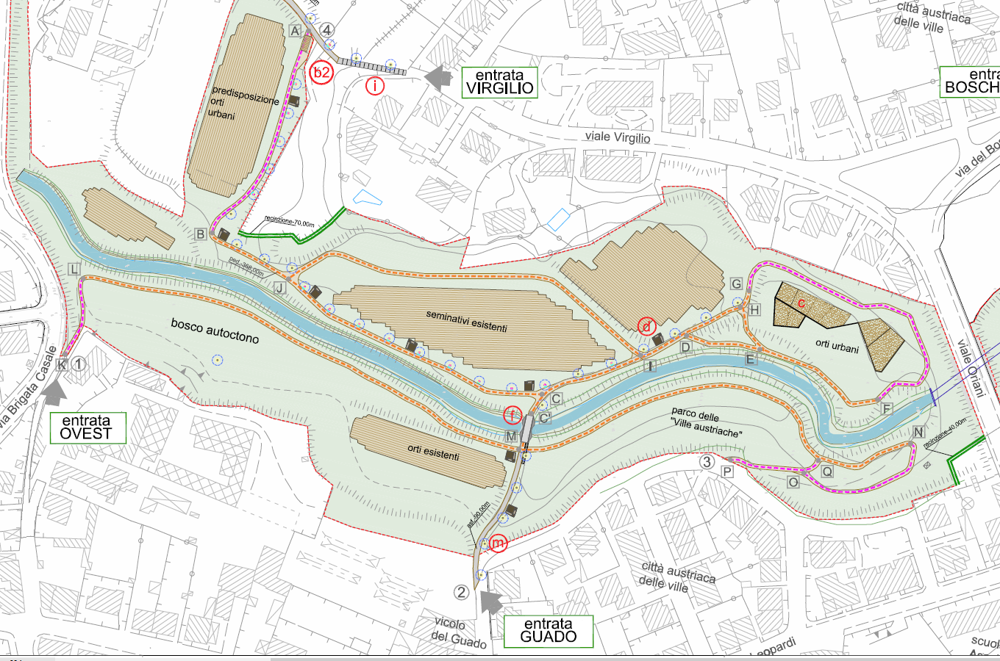 città austriaca
delle ville
A
4
b2
i
entrata
VIRGILIO
entra
BOSCH
predisposizione
orti
urbani
viale Virgilio
via del Bo
recinzione-70,00m
B
ped.-368,00m
L
J
G
H
c
seminativi esistenti
d
bosco autoctono
D
orti urbani
E
I
K
1
via Brigata Casale
viale Oriani
C
F
f
C'
parco delle
"Ville austriache"
entrata
OVEST
M
N
recinzione-40,00m
orti esistenti
3
P
O
Q
asf.-90,00m
m
2
città austriaca
delle ville
vicolo
del Guado
entrata
GUADO
eopardi
scuol